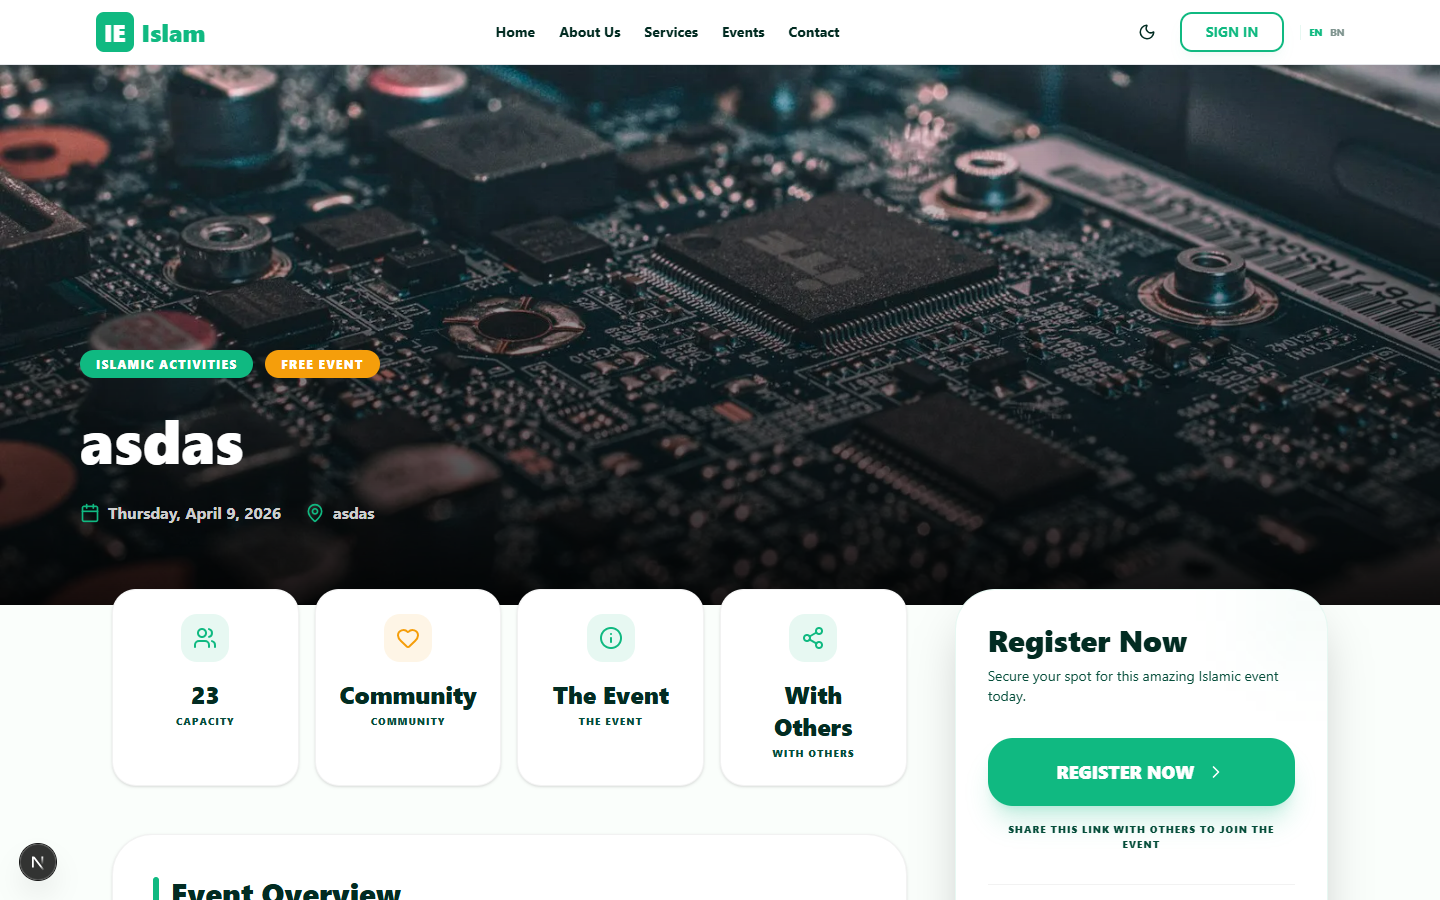 IE Islam
Home About Us Services Events Contact
SIGN IN
EN BN
ISLAMIC ACTIVITIES FREE EVENT
asdas
Thursday, April 9, 2026 asdas
23
CAPACITY
Community
COMMUNITY
The Event
THE EVENT
With
Others
WITH OTHERS
Register Now
Secure your spot for this amazing Islamic event
today.
REGISTER NOW
SHARE THIS LINK WITH OTHERS TO JOIN THE
EVENT
N
Event Overview